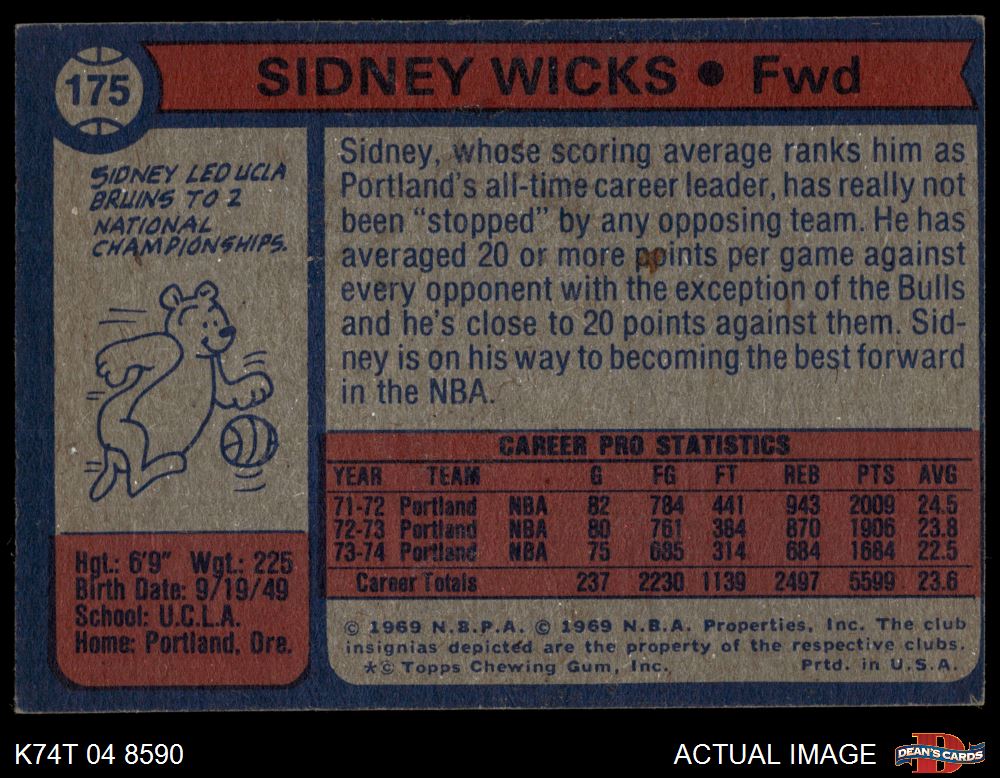 175
SIDNEY WICKS • Fwd
SIDNEY LED UCLA
BRUINS TO 2
NATIONAL
CHAMPIONSHIPS.
Sidney, whose scoring average ranks him as
Portland's all-time career leader, has really not
been "stopped" by any opposing team. He has
averaged 20 or more points per game against
every opponent with the exception of the Bulls
and he's close to 20 points against them. Sid-
ney is on his way to becoming the best forward
in the NBA.
CAREER PRO STATISTICS
YEAR TEAM G FG FT REB PTS AVG
71-72 Portland NBA 82 784 441 943 2009 24.5
72-73 Portland NBA 80 761 384 870 1906 23.8
73-74 Portland NBA 75 685 314 684 1684 22.5
Career Totals 237 2230 1139 2497 5599 23.6
Hgt.: 6'9" Wgt.: 225
Birth Date: 9/19/49
School: U.C.L.A.
Home: Portland, Ore.
© 1969 N.B.P.A. © 1969 N.B.A. Properties, Inc. The club
insignias depicted are the property of the respective clubs.
*© Topps Chewing Gum, Inc. Prtd. in U.S.A.
K74T 04 8590
ACTUAL IMAGE
D
DEAN'S CARDS